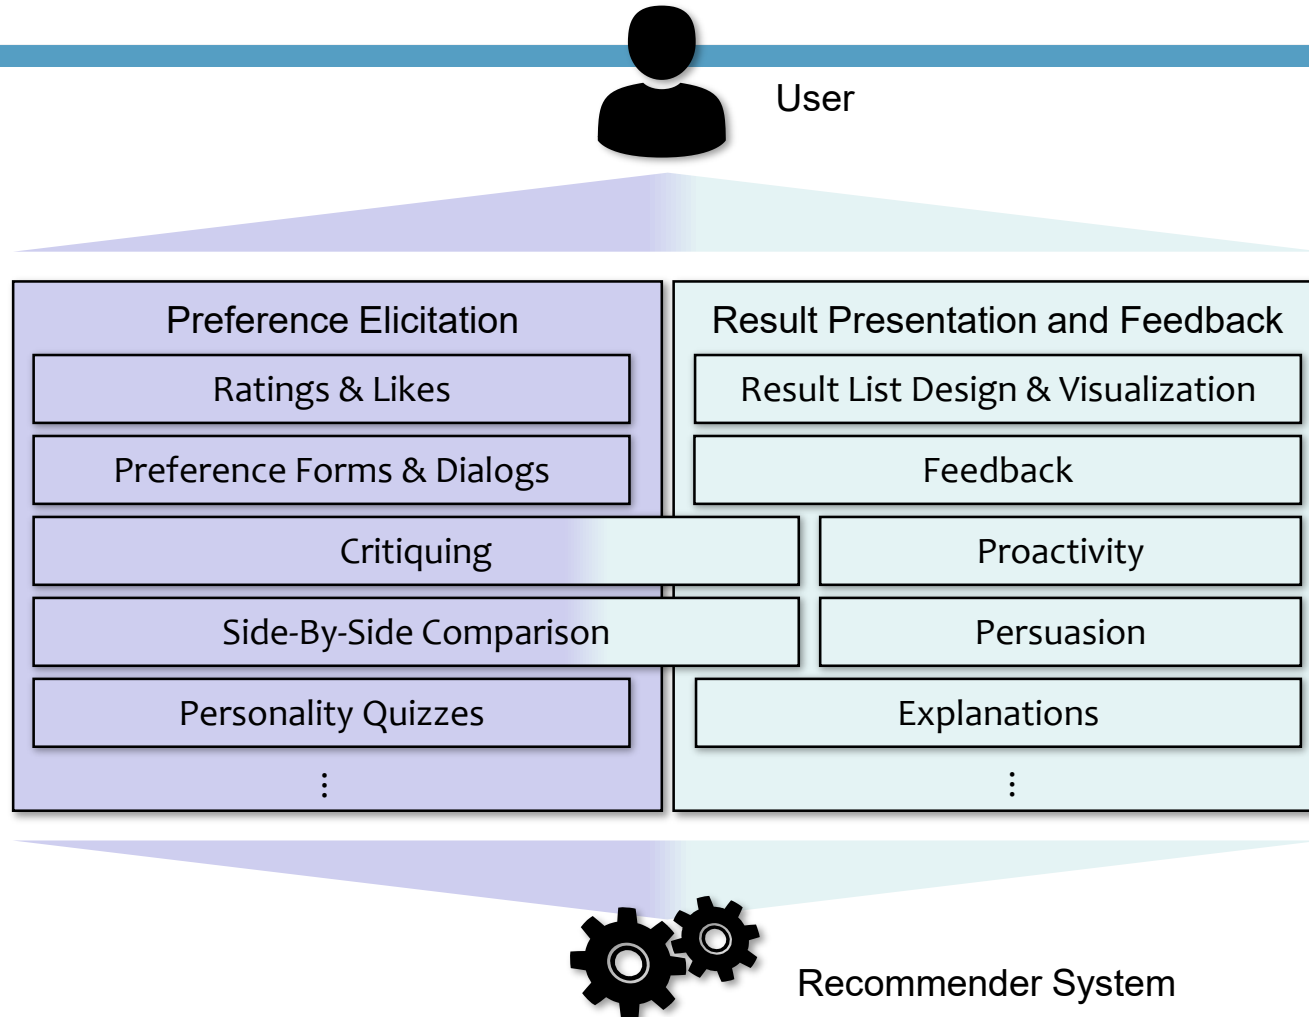 User
Preference Elicitation
Ratings & Likes
Preference Forms & Dialogs
Critiquing
Side-By-Side Comparison
Personality Quizzes
⋮
Result Presentation and Feedback
Result List Design & Visualization
Feedback
Proactivity
Persuasion
Explanations
⋮
Recommender System